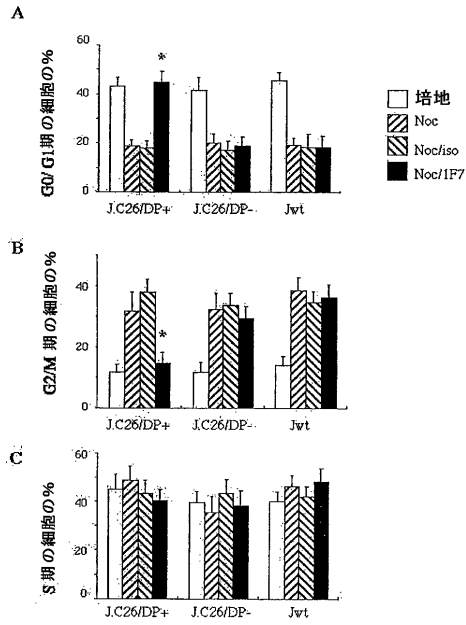 A
G0/G1期の細胞の%
60
40
20
0
*
J.C26/DP+
J.C26/DP-
Jwt
培地
Noc
Noc/iso
Noc/1F7
B
G2/M 期の細胞の%
40
20
0
*
J.C26/DP+
J.C26/DP-
Jwt
C
S期の細胞の%
60
40
20
0
J.C26/DP+
J.C26/DP-
Jwt